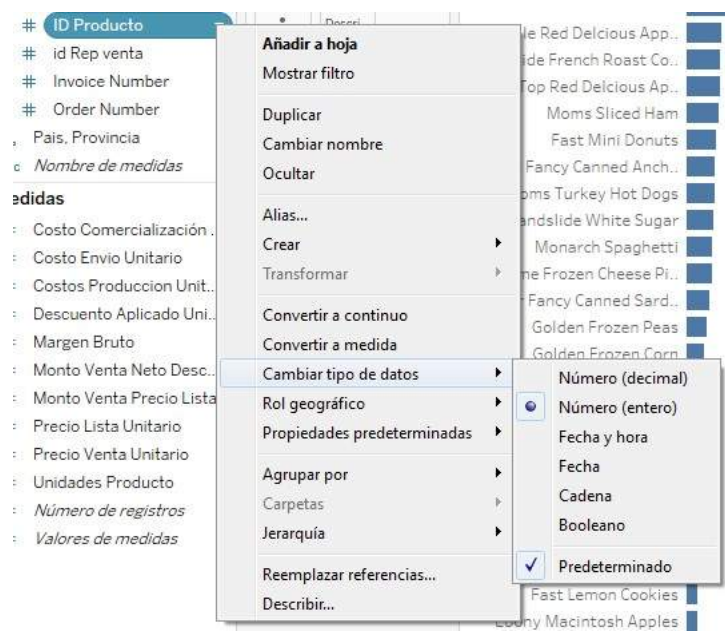 ID Producto
id Rep venta
Invoice Number
Order Number
Pais, Provincia
Nombre de medidas
edidas
Costo Comercialización .
Costo Envio Unitario
Costos Produccion Unit..
Descuento Aplicado Uni..
Margen Bruto
Monto Venta Neto Desc..
Monto Venta Precio Lista
Precio Lista Unitario
Precio Venta Unitario
Unidades Producto
Número de registros
Valores de medidas
Añadir a hoja
Mostrar filtro
Duplicar
Cambiar nombre
Ocultar
Alias...
Crear
Transformar
Convertir a continuo
Convertir a medida
Cambiar tipo de datos
Rol geográfico
Propiedades predeterminadas
Agrupar por
Carpetas
Jerarquía
Reemplazar referencias...
Describir...
Número (decimal)
Número (entero)
Fecha y hora
Fecha
Cadena
Booleano
Predeterminado
le Red Delcious App..
ide French Roast Co..
Top Red Delcious Ap..
Moms Sliced Ham
Fast Mini Donuts
Fancy Canned Anch..
oms Turkey Hot Dogs
andslide White Sugar
Monarch Spaghetti
me Frozen Cheese Pi..
Fancy Canned Sard..
Golden Frozen Peas
Golden Frozen Corn
Fast Lemon Cookies
Ebony Macintosh Apples